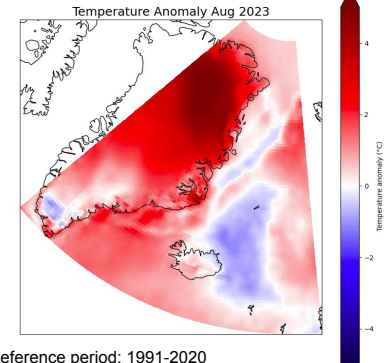 Temperature Anomaly Aug 2023
4
2
0
−2
−4
Temperature anomaly (°C)
eference period: 1991-2020